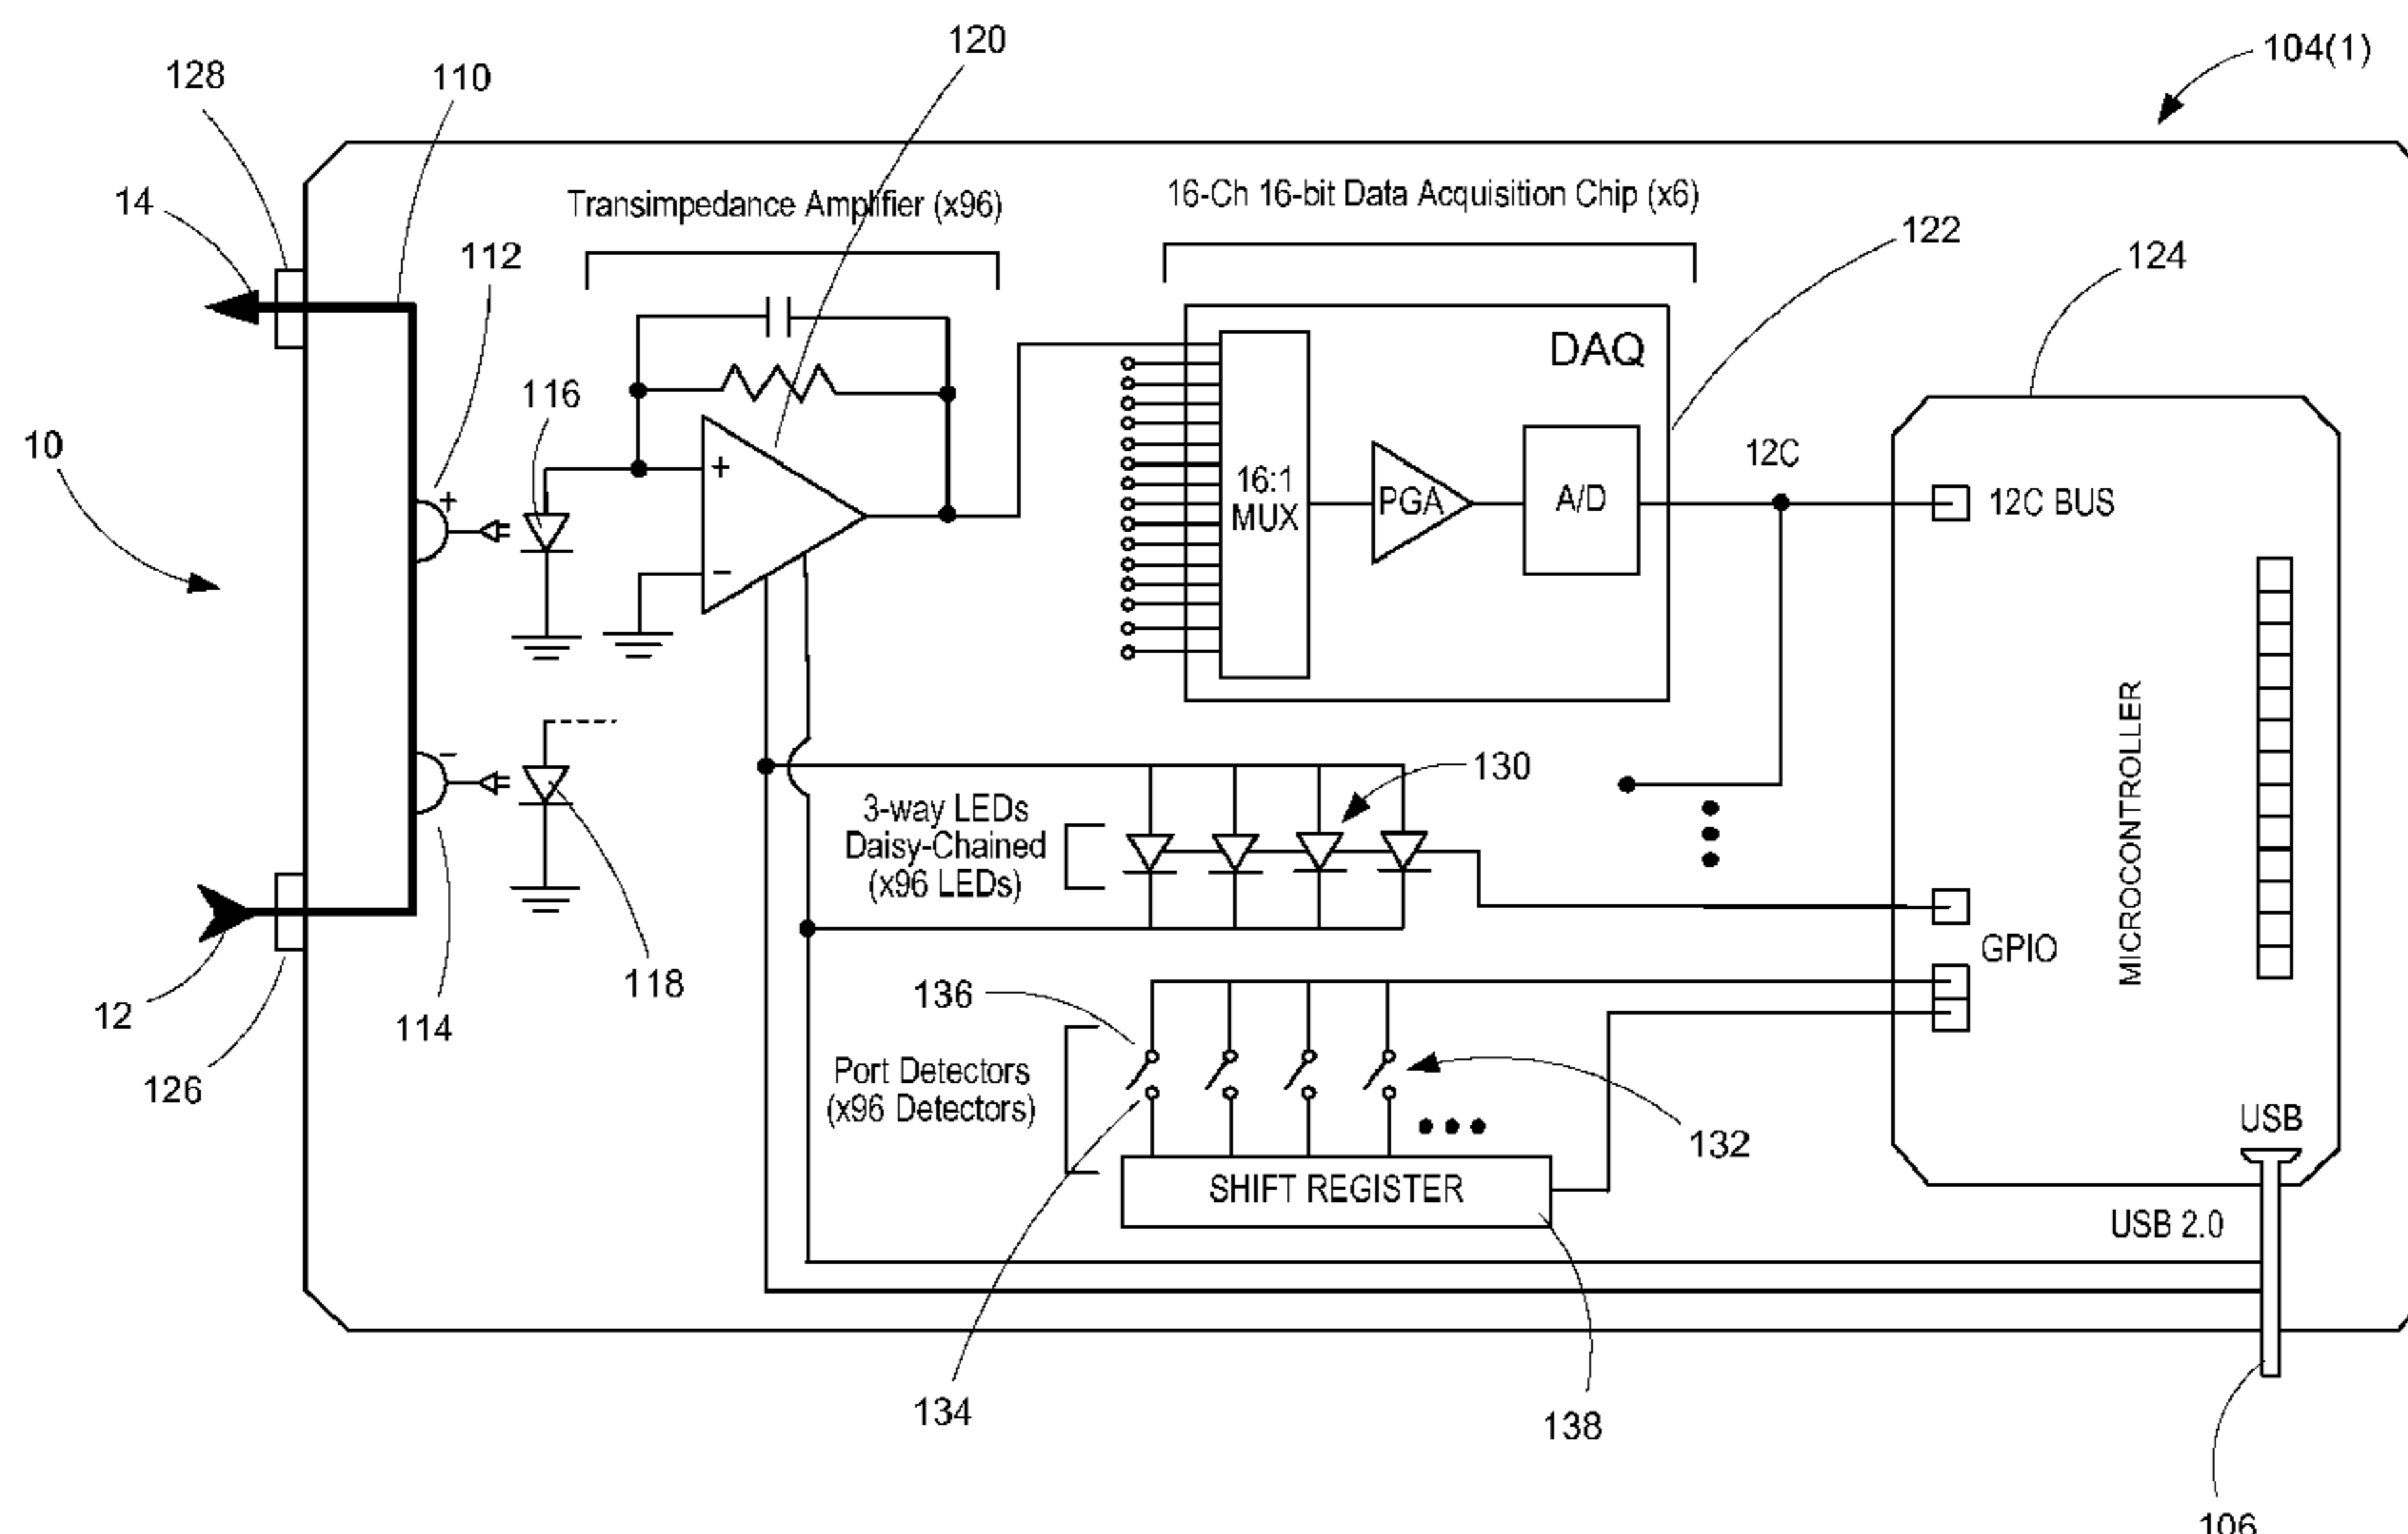 120
104(1)
128
110
14
Transimpedance Amplifier (x96)
16-Ch 16-bit Data Acquisition Chip (x6)
122
112
124
DAQ
116
10
12C
+
+
16:1
MUX
PGA
A/D
12C BUS
−
−
130
3-way LEDs
Daisy-Chained
(x96 LEDs)
MICROCONTROLLER
GPIO
118
136
12
114
126
Port Detectors
(x96 Detectors)
132
USB
SHIFT REGISTER
USB 2.0
134
138
106